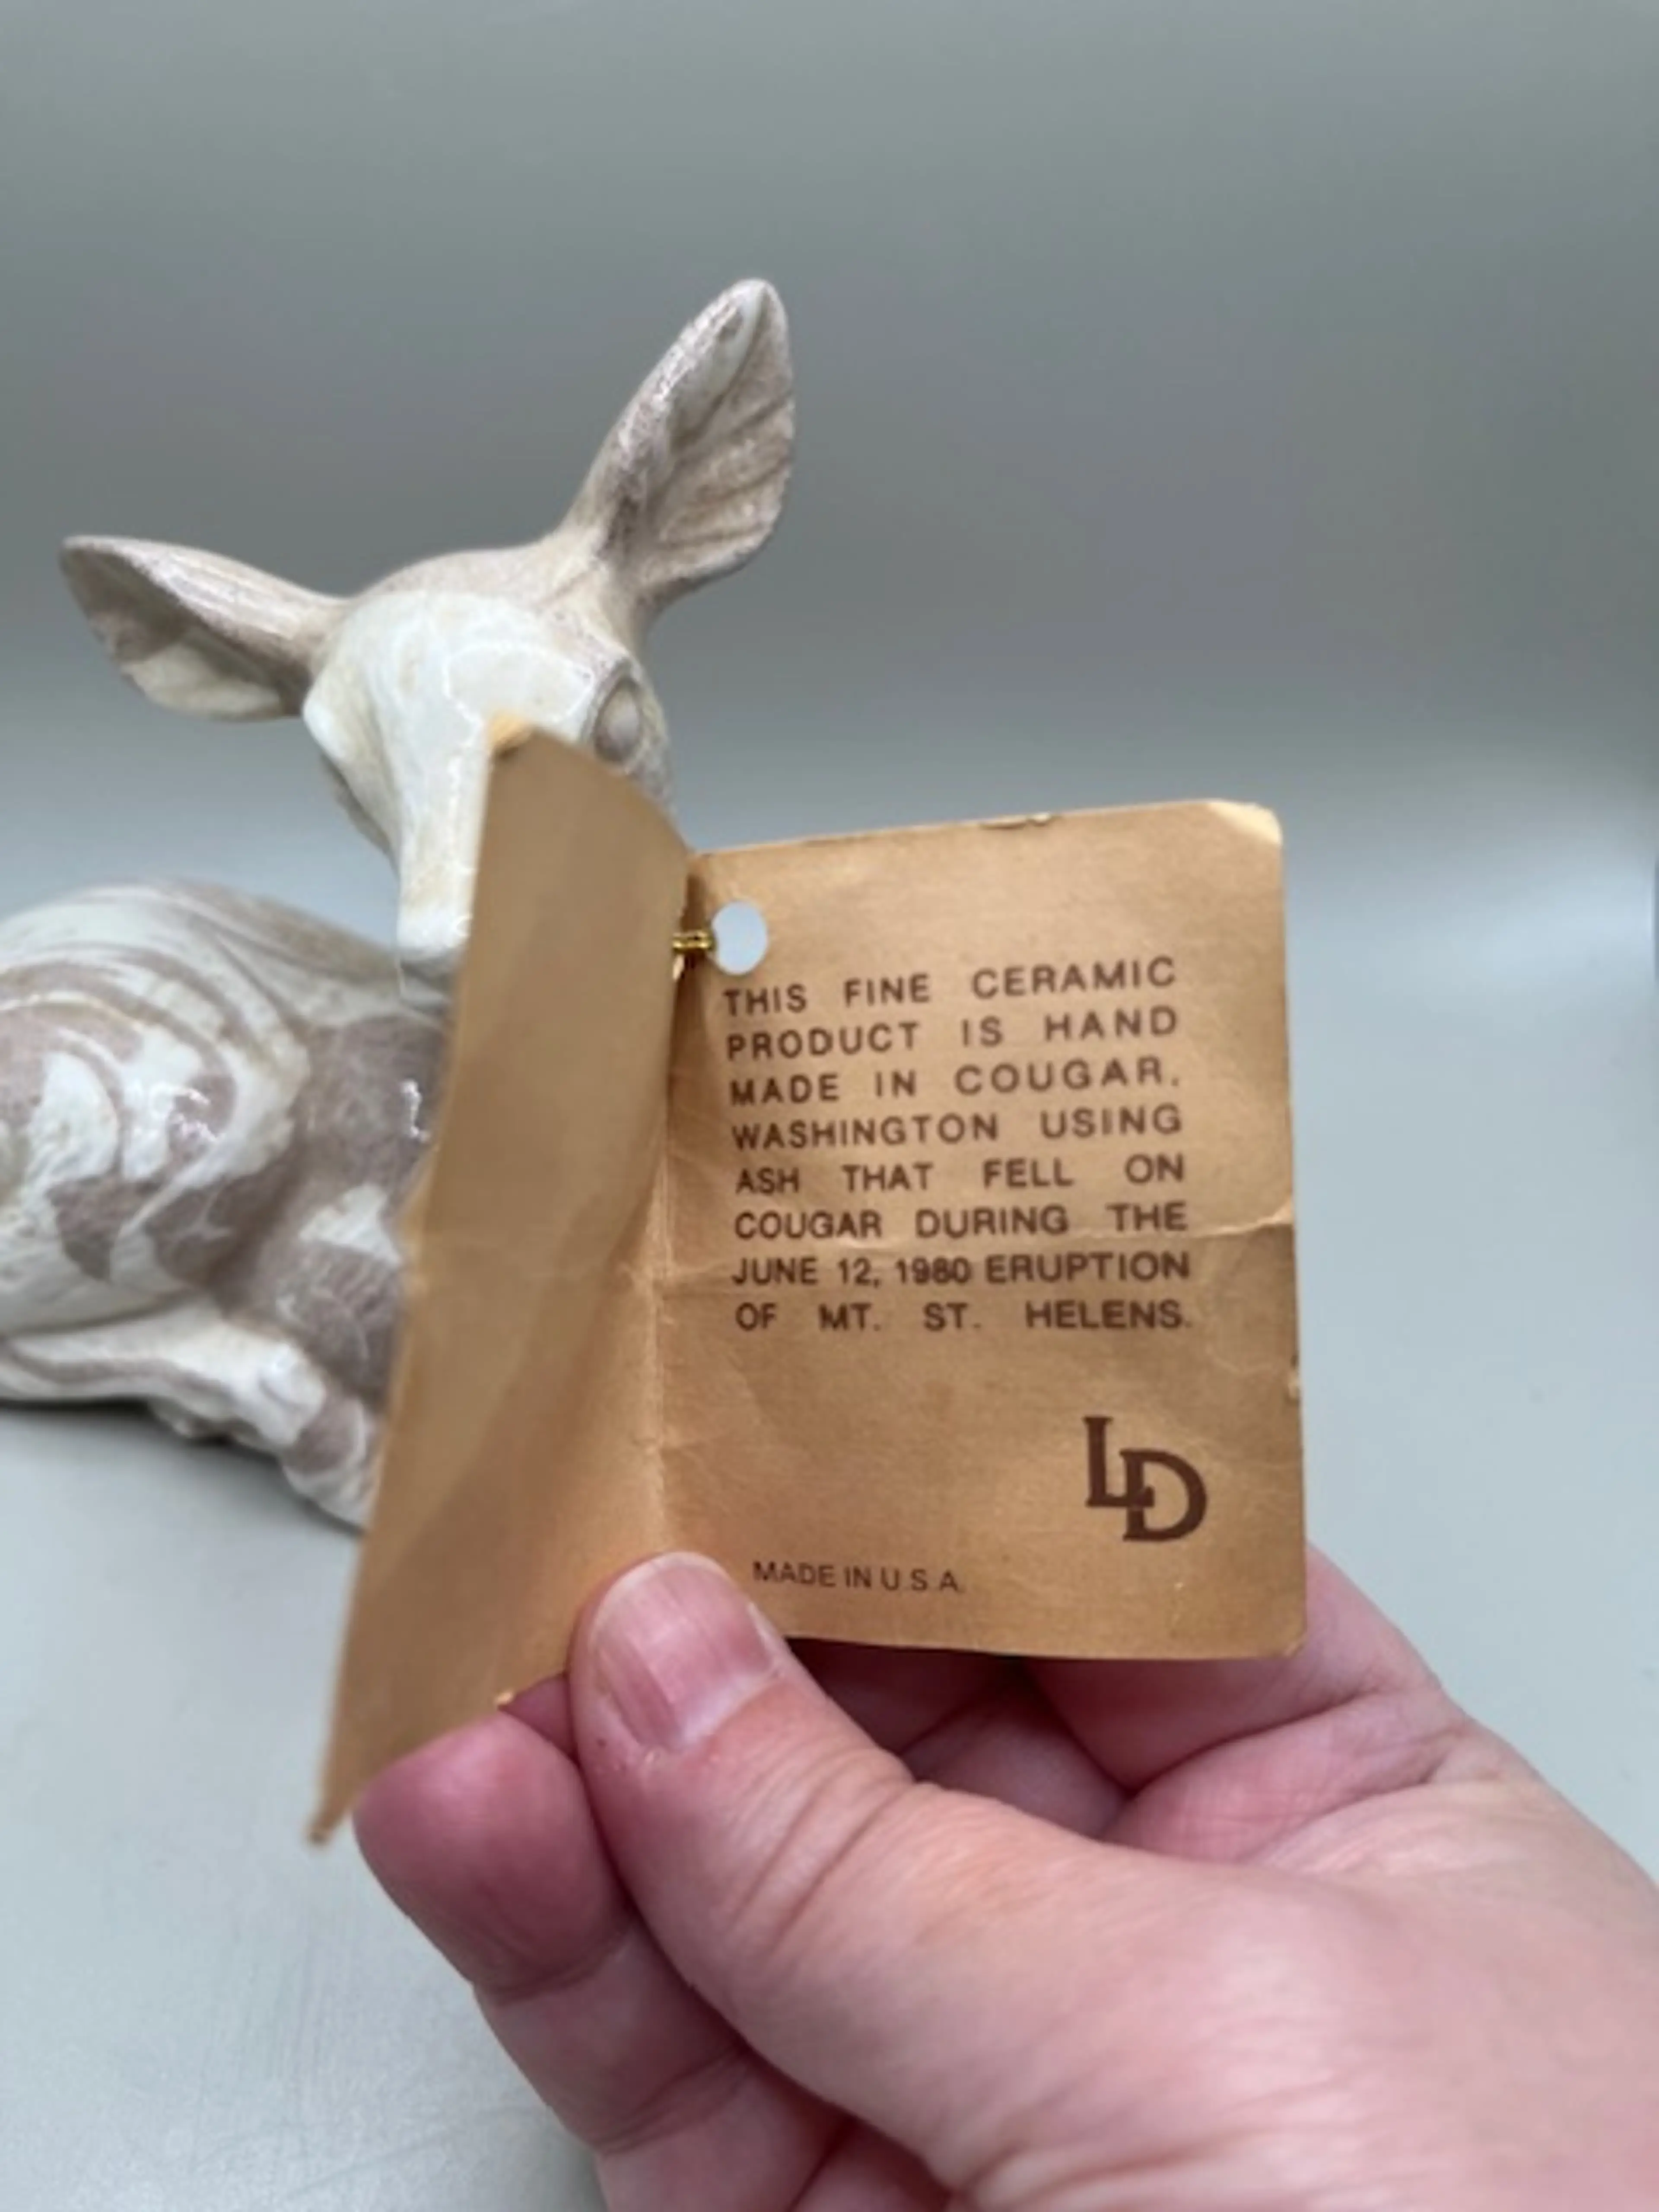 THIS FINE CERAMIC
PRODUCT IS HAND
MADE IN COUGAR,
WASHINGTON USING
ASH THAT FELL ON
COUGAR DURING THE
JUNE 12, 1980 ERUPTION
OF MT. ST. HELENS.
LD
MADE IN U.S.A.